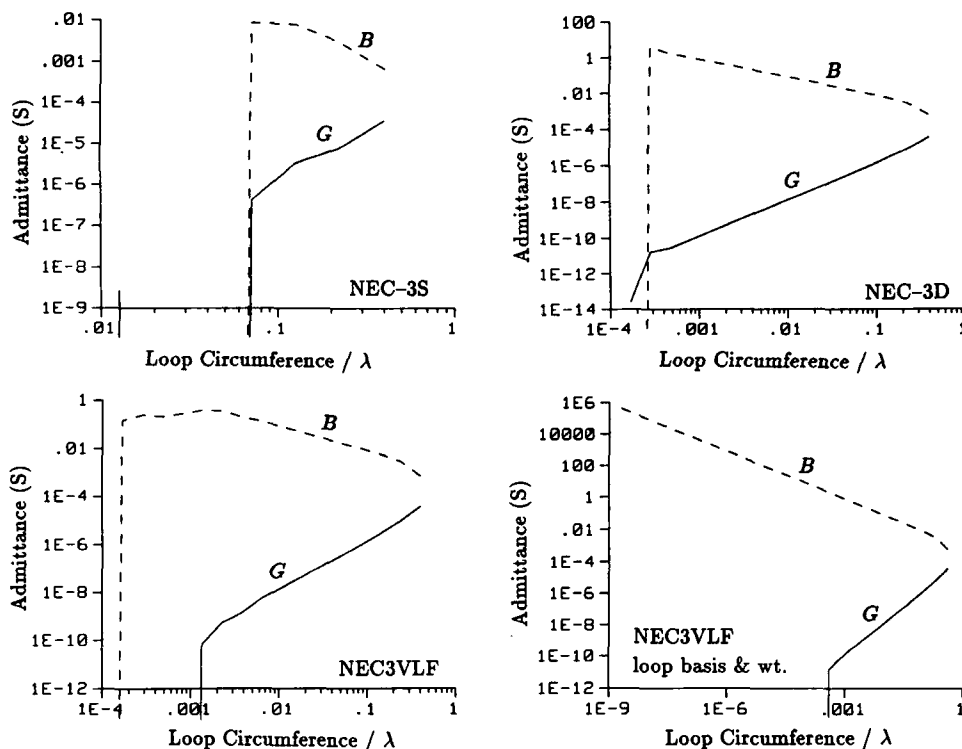 .01
.001
1E-4
1E-5
1E-6
1E-7
1E-8
1E-9
Admittance (S)
B
G
NEC-3S
.01
0.1
1
Loop Circumference / λ
10000
100
1
.01
1E-4
1E-6
1E-8
1E-10
1E-12
1E-14
Admittance (S)
B
G
NEC-3D
1E-4
.001
.01
0.1
1
Loop Circumference / λ
1
.01
1E-4
1E-6
1E-8
1E-10
1E-12
Admittance (S)
B
G
NEC3VLF
1E-4
.001
.01
0.1
1
Loop Circumference / λ
1E6
10000
100
1
.01
1E-4
1E-6
1E-8
1E-10
1E-12
Admittance (S)
B
G
NEC3VLF
loop basis & wt.
1E-9
1E-6
.001
1
Loop Circumference / λ